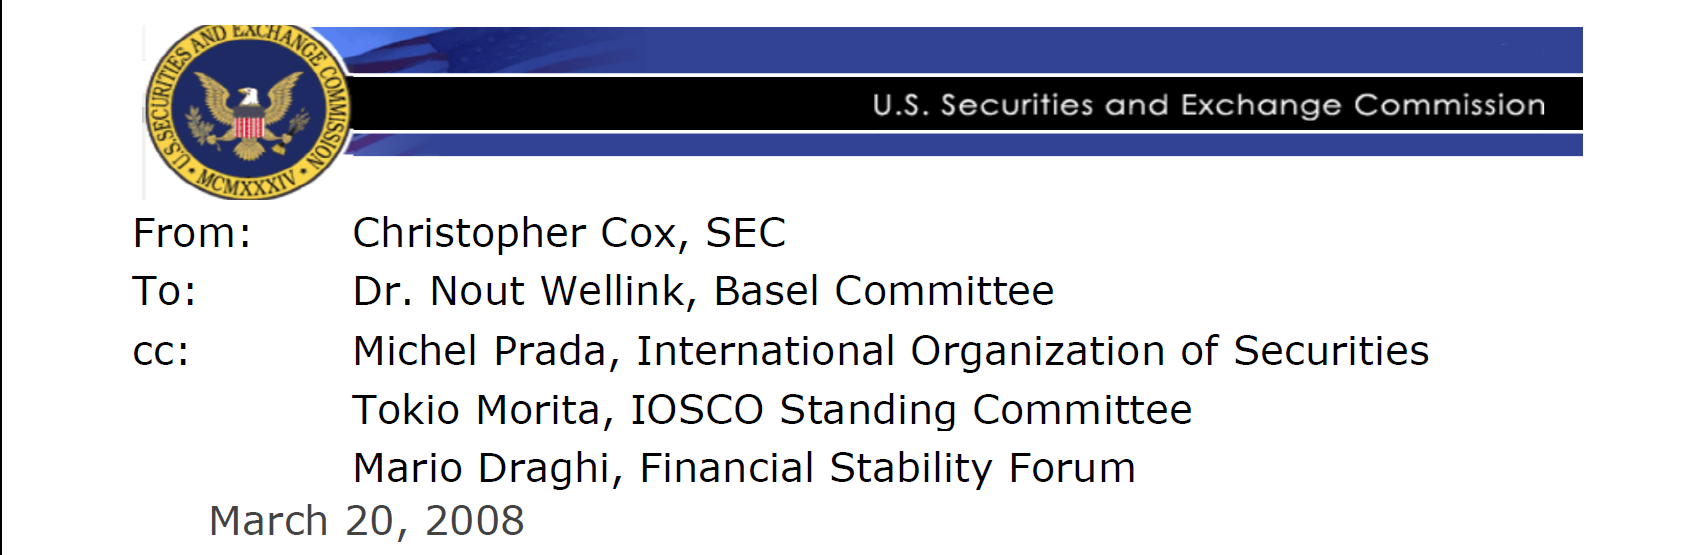 U.S. SECURITIES AND EXCHANGE COMMISSION
MCMXXXIV
U.S. Securities and Exchange Commission
From: Christopher Cox, SEC
To: Dr. Nout Wellink, Basel Committee
cc: Michel Prada, International Organization of Securities
Tokio Morita, IOSCO Standing Committee
Mario Draghi, Financial Stability Forum
March 20, 2008